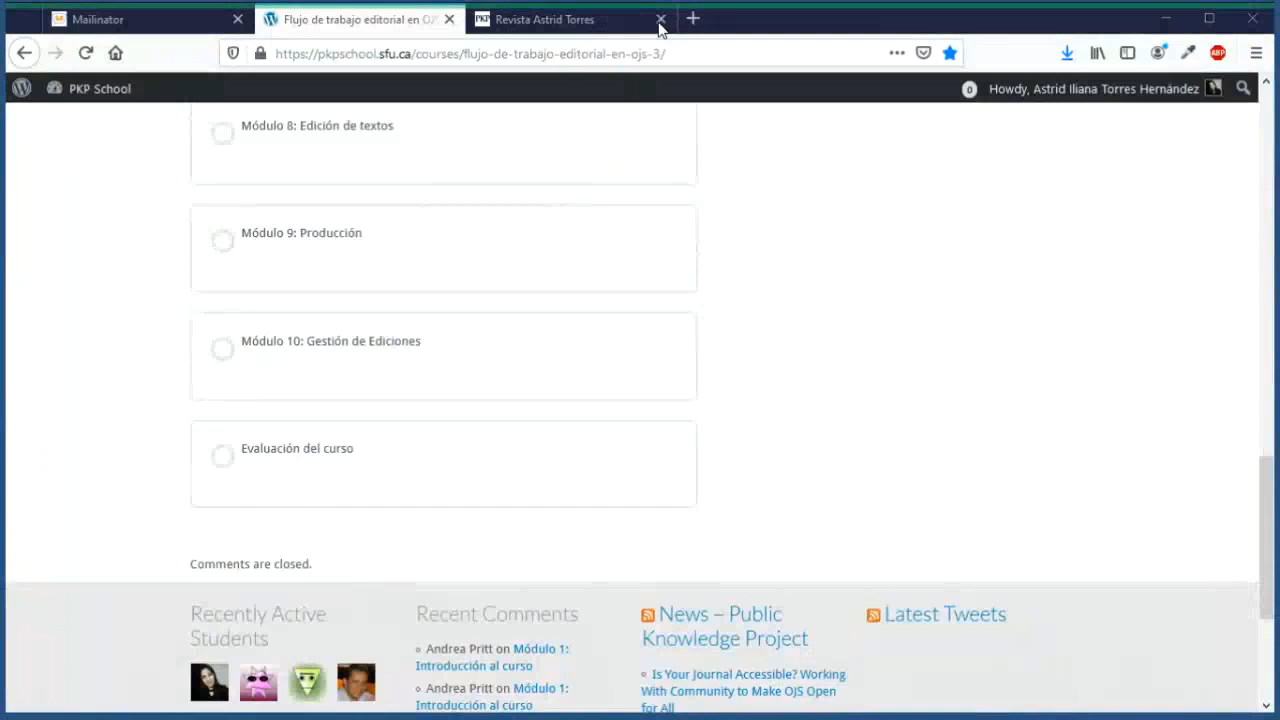 Mailinator
Flujo de trabajo editorial en OJS
PKP Revista Astrid Torres
https://pkpschool.sfu.ca/courses/flujo-de-trabajo-editorial-en-ojs-3/
ABP
PKP School
0 Howdy, Astrid Iliana Torres Hernández
Módulo 8: Edición de textos
Módulo 9: Producción
Módulo 10: Gestión de Ediciones
Evaluación del curso
Comments are closed.
Recently Active
Students
Recent Comments
Andrea Pritt on Módulo 1:
Introducción al curso
Andrea Pritt on Módulo 1:
Introducción al curso
News – Public
Knowledge Project
Is Your Journal Accessible? Working
With Community to Make OJS Open
for All
Latest Tweets